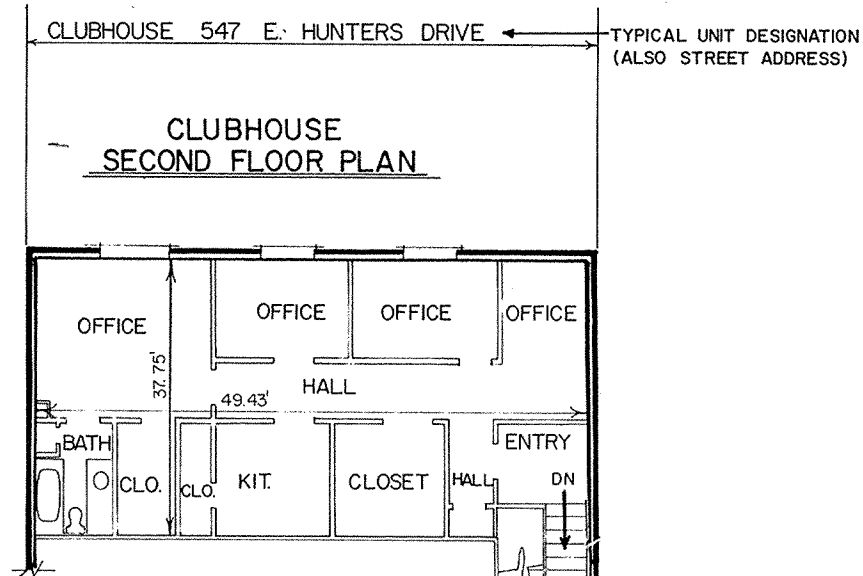 CLUBHOUSE 547 E. HUNTERS DRIVE
TYPICAL UNIT DESIGNATION
(ALSO STREET ADDRESS)
CLUBHOUSE
SECOND FLOOR PLAN
OFFICE
OFFICE
OFFICE
OFFICE
37.75'
HALL
49.43'
BATH
ENTRY
CLO.
CLO.
KIT.
CLOSET
HALL
DN